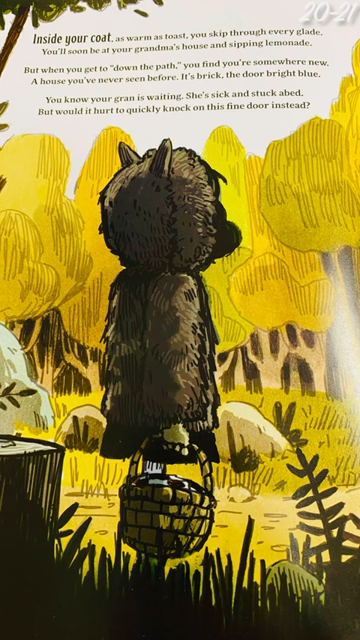 20-21
Inside your coat, as warm as toast, you skip through every glade.
You'll soon be at your grandma's house and sipping lemonade.
But when you get to "down the path," you find you're somewhere new.
A house you've never seen before. It's brick, the door bright blue.
You know your gran is waiting. She's sick and stuck abed.
But would it hurt to quickly knock on this fine door instead?